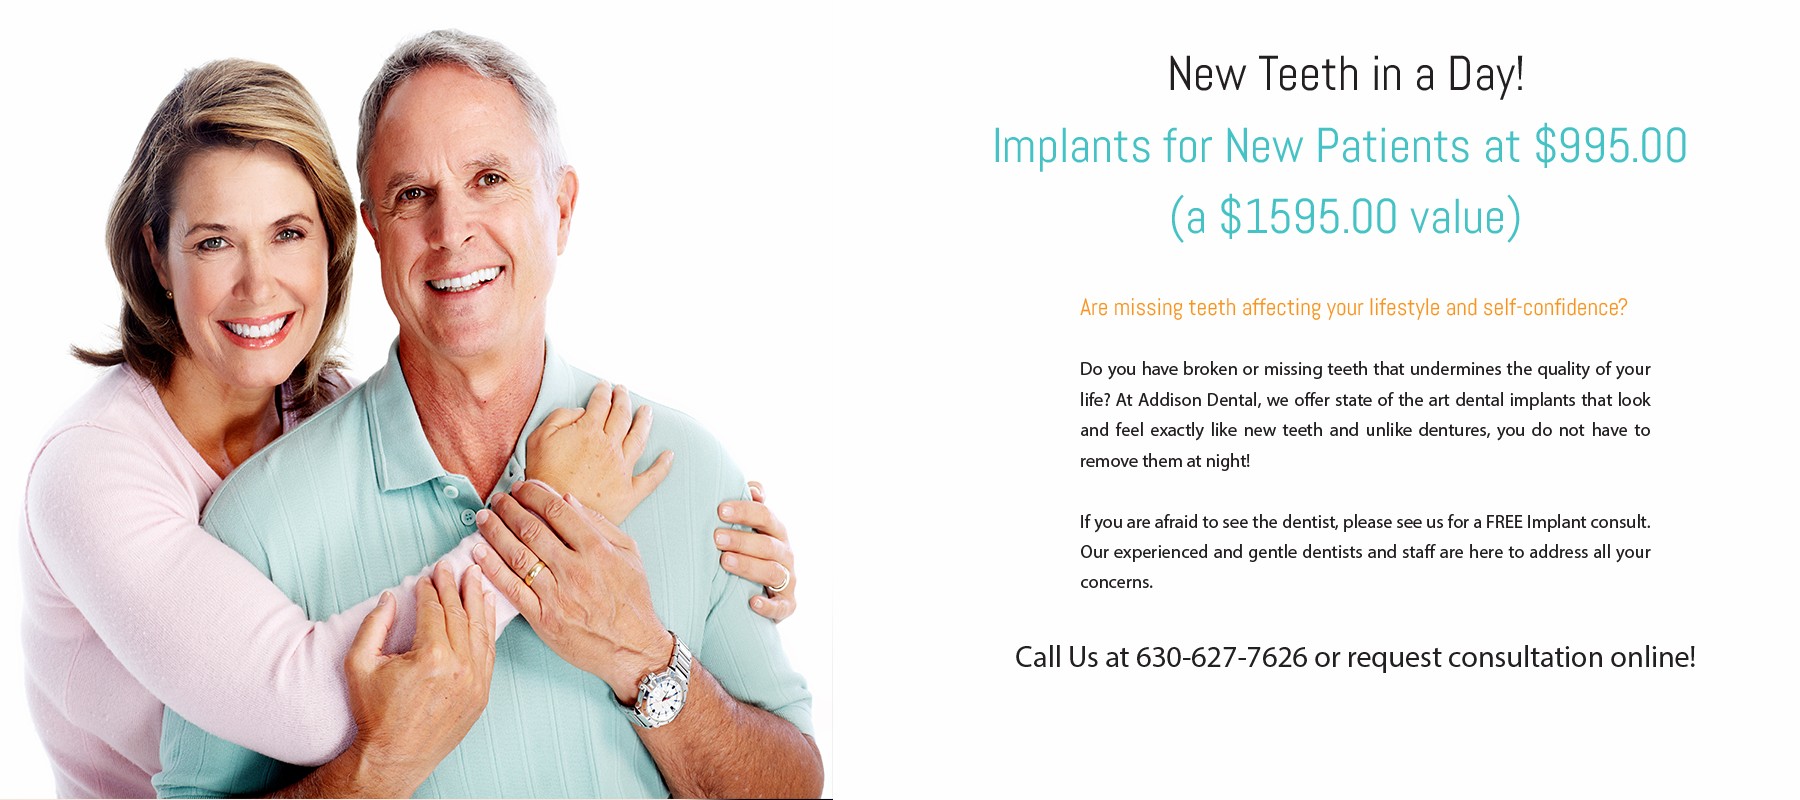 New Teeth in a Day!
Implants for New Patients at $995.00
(a $1595.00 value)
Are missing teeth affecting your lifestyle and self-confidence?
Do you have broken or missing teeth that undermines the quality of your
life? At Addison Dental, we offer state of the art dental implants that look
and feel exactly like new teeth and unlike dentures, you do not have to
remove them at night!
If you are afraid to see the dentist, please see us for a FREE Implant consult.
Our experienced and gentle dentists and staff are here to address all your
concerns.
Call Us at 630-627-7626 or request consultation online!